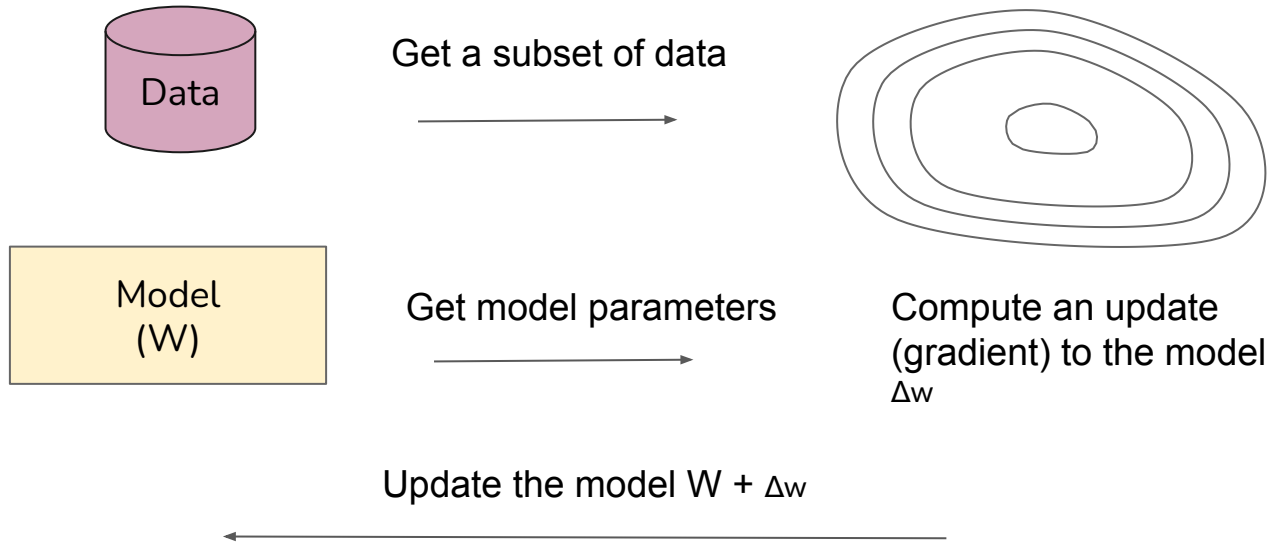 Data
Get a subset of data
Model
(W)
Get model parameters
Compute an update
(gradient) to the model
Δw
Update the model W + Δw